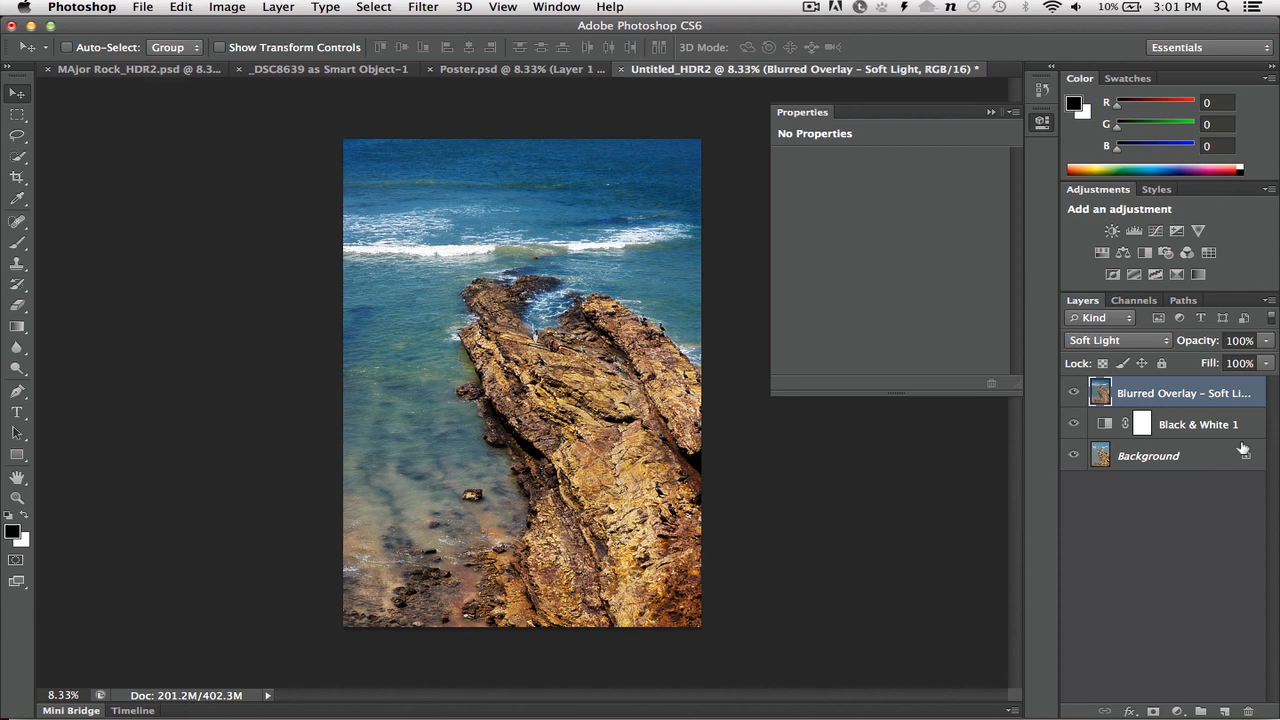 Photoshop File Edit Image Layer Type Select Filter 3D View Window Help 10% 3:01 PM
Adobe Photoshop CS6
Auto-Select: Group Show Transform Controls 3D Mode: Essentials
MAjor Rock_HDR2.psd @ 8.3... _DSC8639 as Smart Object-1 Poster.psd @ 8.33% (Layer 1 ... Untitled_HDR2 @ 8.33% (Blurred Overlay – Soft Light, RGB/16) *
Color Swatches
R 0
G 0
B 0
Properties
No Properties
Adjustments Styles
Add an adjustment
Layers Channels Paths
Kind
Soft Light Opacity: 100%
Lock: Fill: 100%
Blurred Overlay – Soft Li...
Black & White 1
Background
8.33% Doc: 201.2M/402.3M
Mini Bridge Timeline